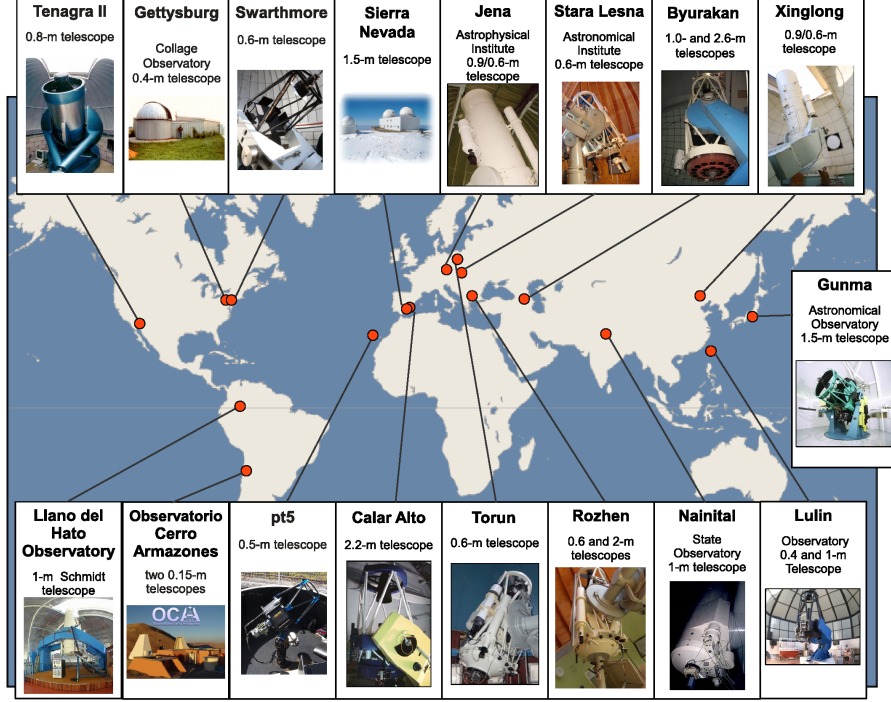 Tenagra II
0.8-m telescope
Gettysburg
Collage
Observatory
0.4-m telescope
Swarthmore
0.6-m telescope
Sierra
Nevada
1.5-m telescope
Jena
Astrophysical
Institute
0.9/0.6-m
telescope
Stara Lesna
Astronomical
Institute
0.6-m telescope
Byurakan
1.0- and 2.6-m
telescopes
Xinglong
0.9/0.6-m
telescope
Gunma
Astronomical
Observatory
1.5-m telescope
Llano del
Hato
Observatory
1-m Schmidt
telescope
Observatorio
Cerro
Armazones
two 0.15-m
telescopes
OCA
pt5
0.5-m telescope
Calar Alto
2.2-m telescope
Torun
0.6-m telescope
Rozhen
0.6 and 2-m
telescopes
Nainital
State
Observatory
1-m telescope
Lulin
Observatory
0.4 and 1-m
Telescope